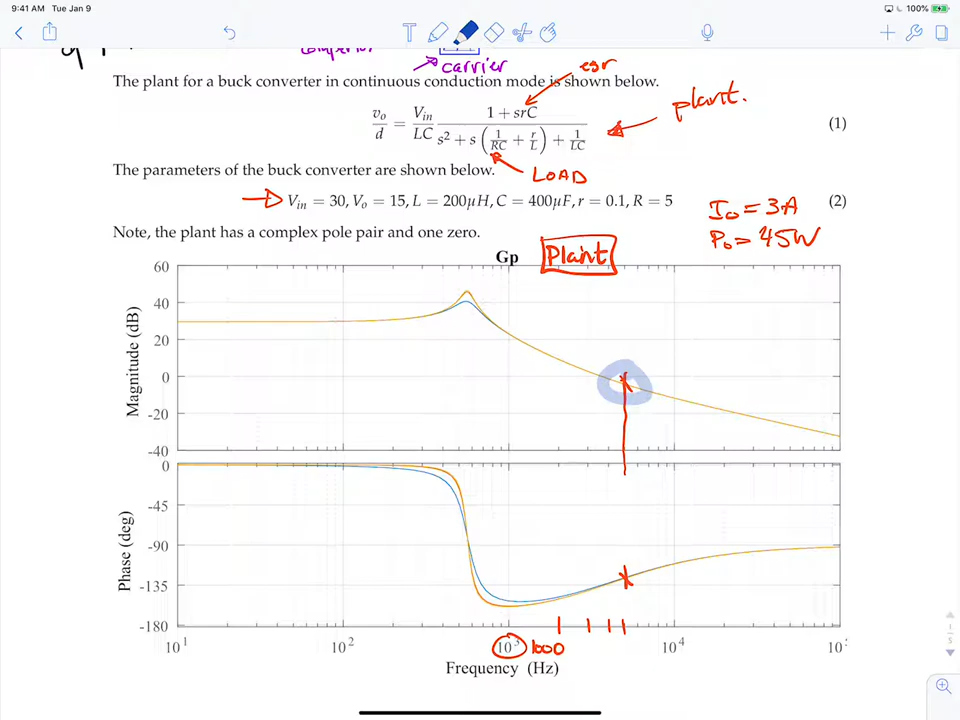 9:41 AM Tue Jan 9
100%
carrier
esr
The plant for a buck converter in continuous conduction mode is shown below.
plant.
v_o/d = V_in/LC (1 + srC)/(s^2 + s(1/RC + r/L) + 1/LC) (1)
The parameters of the buck converter are shown below.
LOAD
V_in = 30, V_o = 15, L = 200μH, C = 400μF, r = 0.1, R = 5 (2)
I_o = 3A
P_o = 45W
Note, the plant has a complex pole pair and one zero.
Gp
Plant
Magnitude (dB)
60
40
20
0
-20
-40
Phase (deg)
0
-45
-90
-135
-180
10^1 10^2 10^3 1000 10^4
Frequency (Hz)